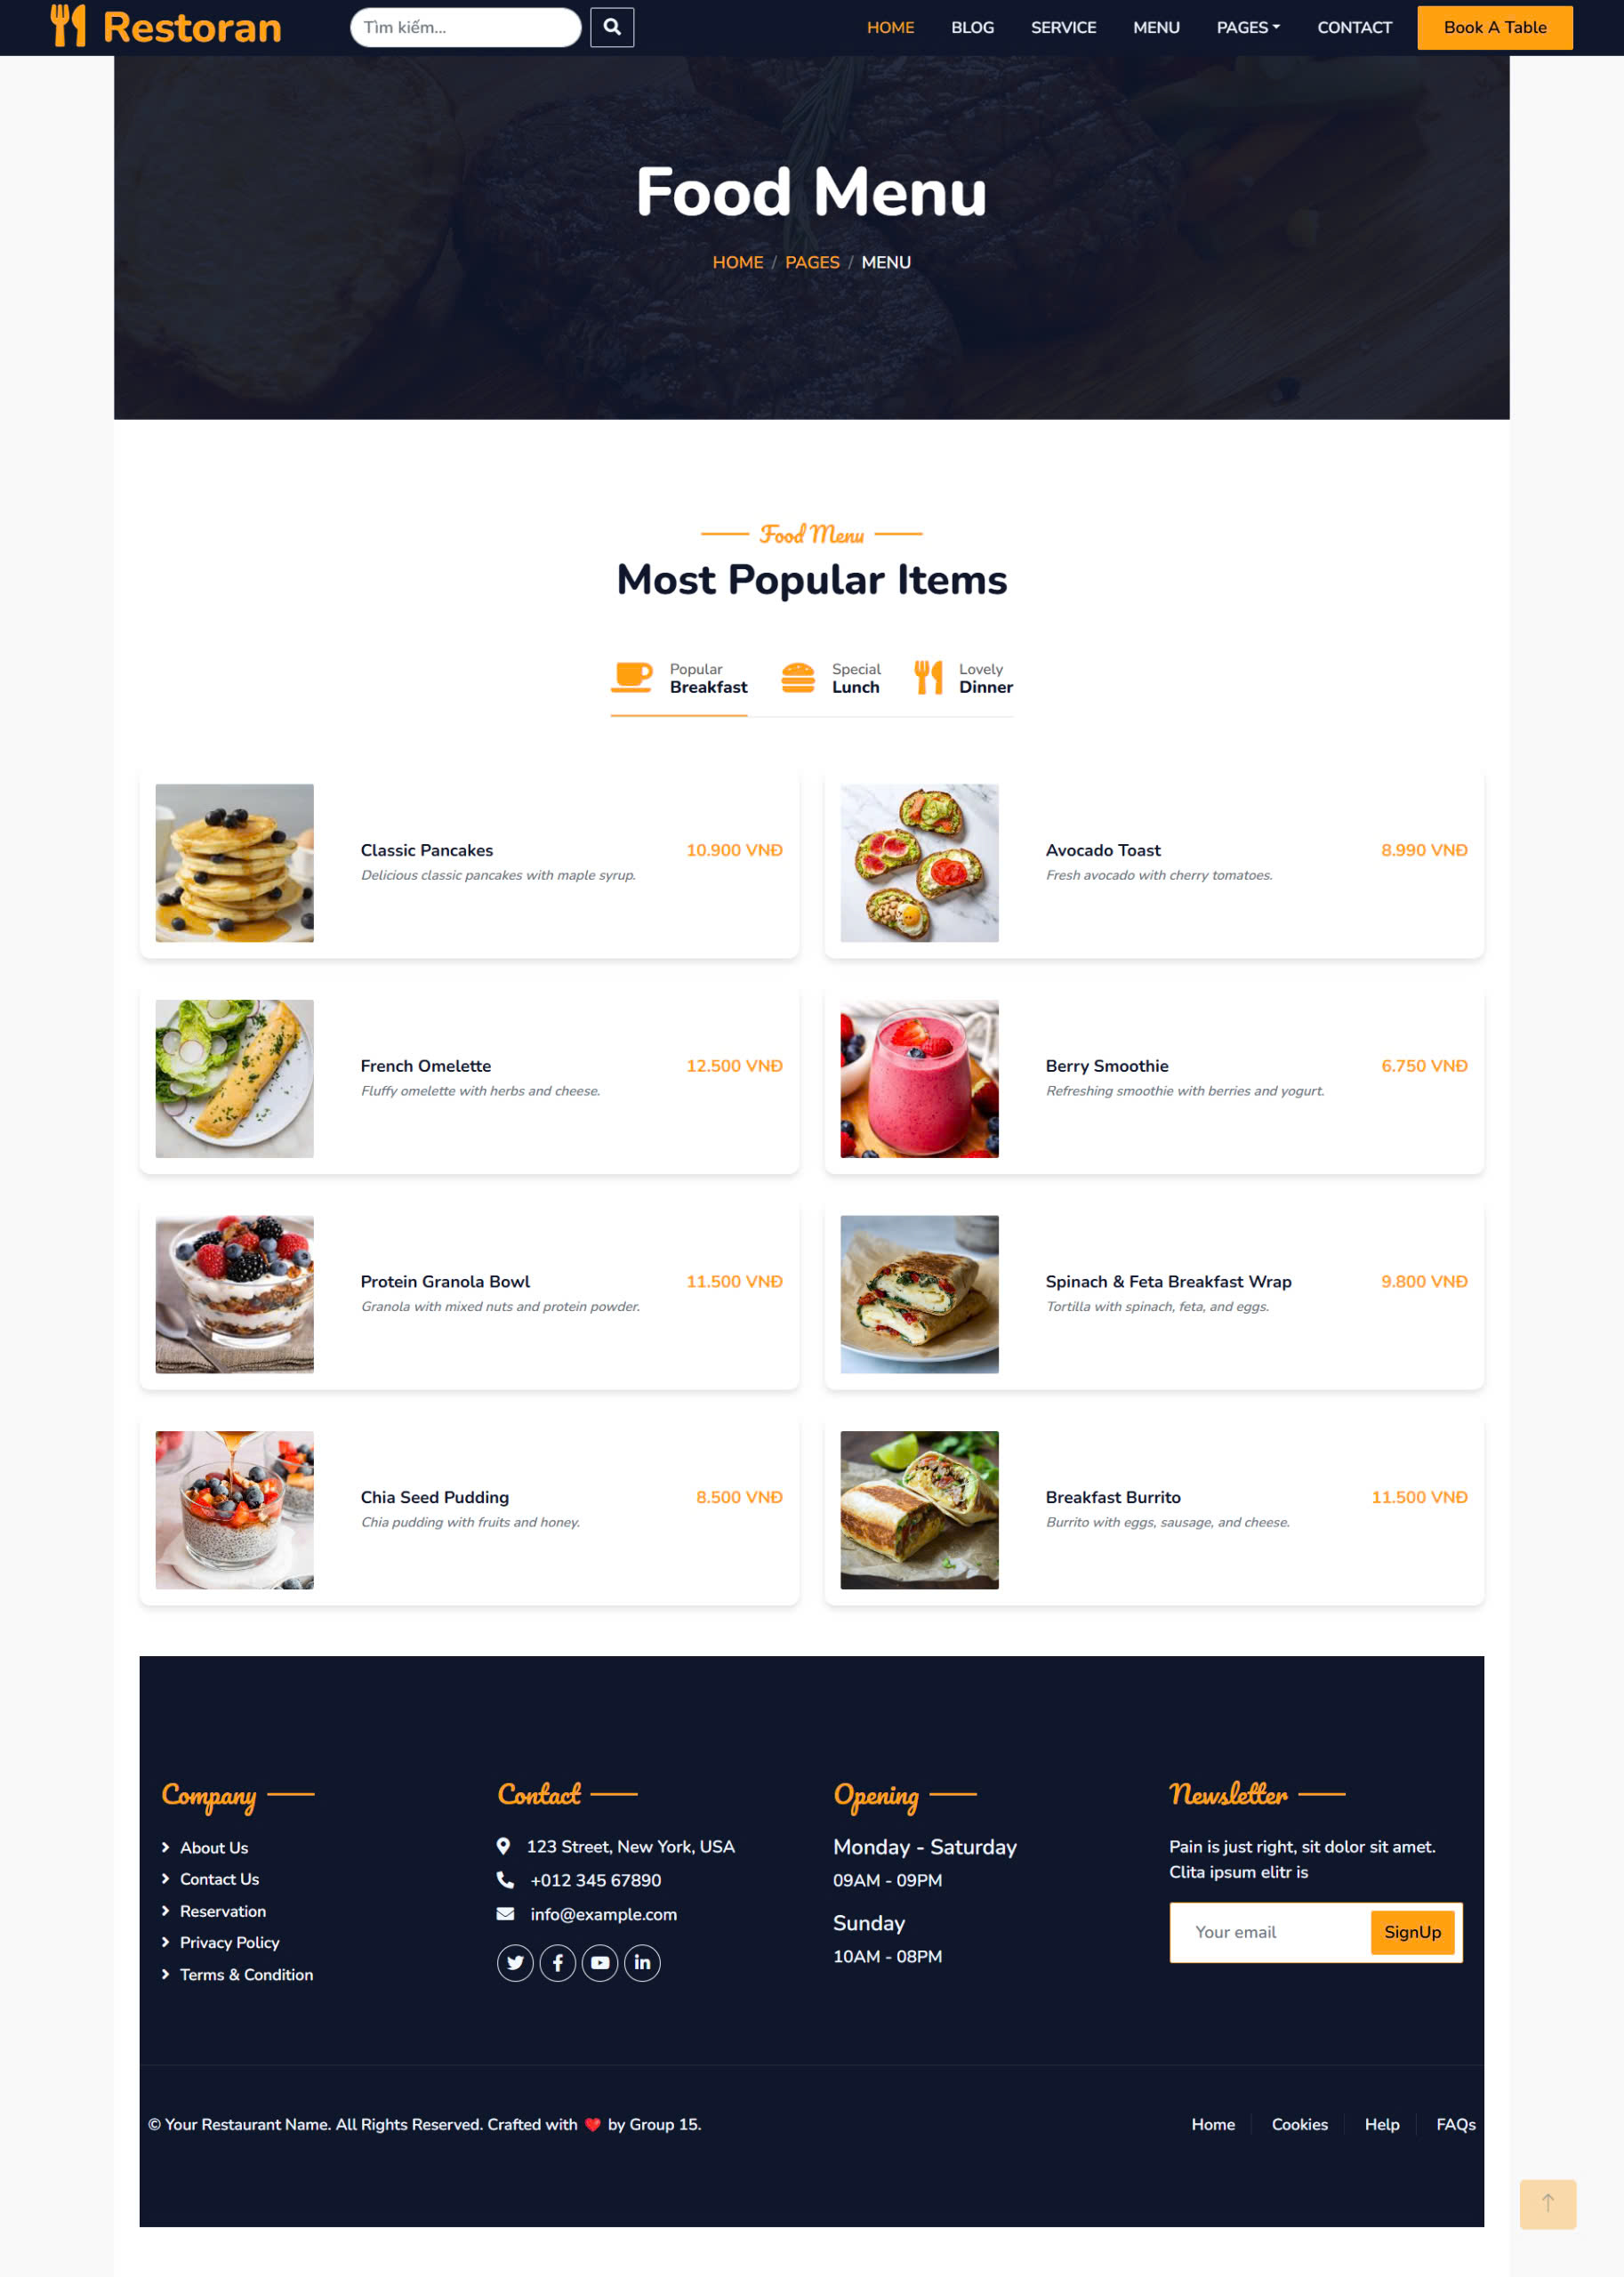 Restoran
Tìm kiếm...
HOME
BLOG
SERVICE
MENU
PAGES
CONTACT
Book A Table
Food Menu
HOME / PAGES / MENU
Food Menu
Most Popular Items
Popular
Breakfast
Special
Lunch
Lovely
Dinner
Classic Pancakes 10.900 VNĐ
Delicious classic pancakes with maple syrup.
Avocado Toast 8.990 VNĐ
Fresh avocado with cherry tomatoes.
French Omelette 12.500 VNĐ
Fluffy omelette with herbs and cheese.
Berry Smoothie 6.750 VNĐ
Refreshing smoothie with berries and yogurt.
Protein Granola Bowl 11.500 VNĐ
Granola with mixed nuts and protein powder.
Spinach & Feta Breakfast Wrap 9.800 VNĐ
Tortilla with spinach, feta, and eggs.
Chia Seed Pudding 8.500 VNĐ
Chia pudding with fruits and honey.
Breakfast Burrito 11.500 VNĐ
Burrito with eggs, sausage, and cheese.
Company
About Us
Contact Us
Reservation
Privacy Policy
Terms & Condition
Contact
123 Street, New York, USA
+012 345 67890
info@example.com
Opening
Monday - Saturday
09AM - 09PM
Sunday
10AM - 08PM
Newsletter
Pain is just right, sit dolor sit amet.
Clita ipsum elitr is
Your email
SignUp
© Your Restaurant Name. All Rights Reserved. Crafted with ❤️ by Group 15.
Home
Cookies
Help
FAQs